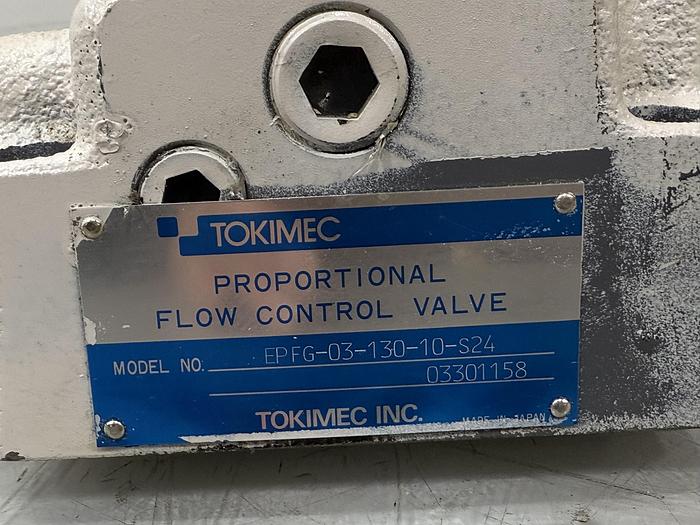 TOKIMEC
PROPORTIONAL
FLOW CONTROL VALVE
MODEL NO. EPFG-03-130-10-S24
03301158
TOKIMEC INC. MADE IN JAPAN